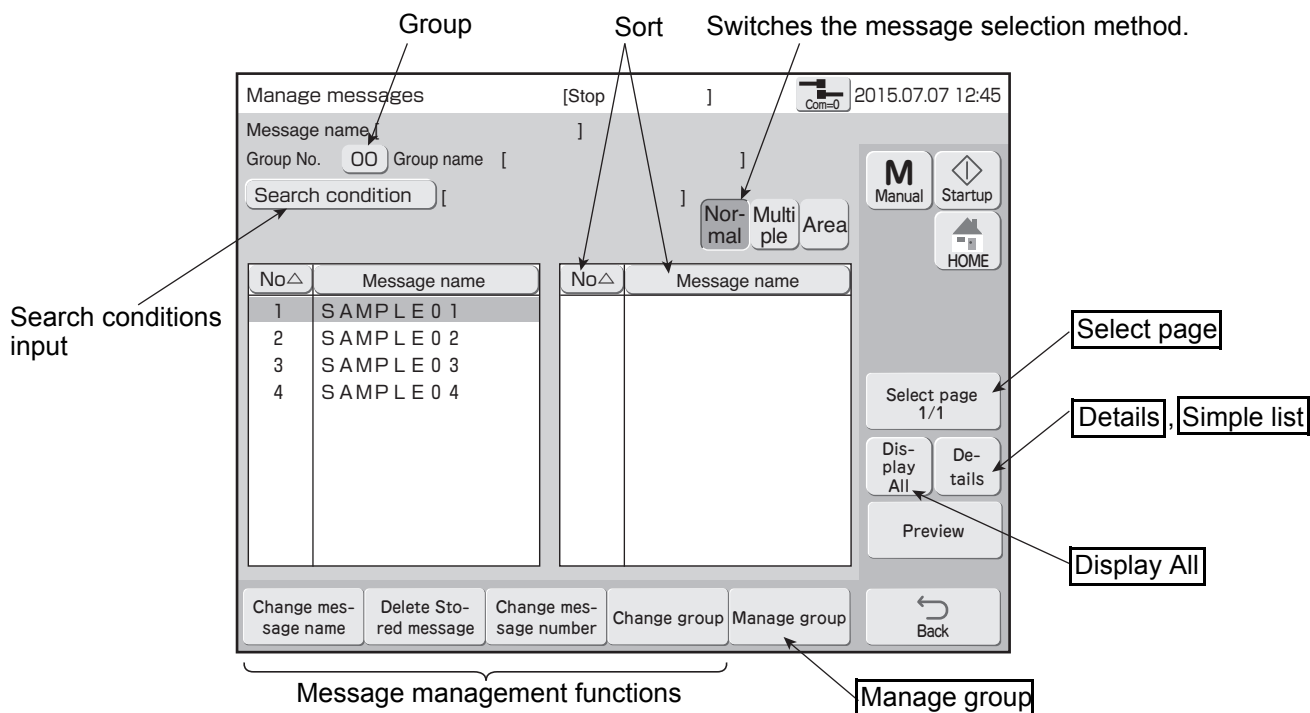 Group
Sort
Switches the message selection method.
Manage messages [Stop ] Com=0 2015.07.07 12:45
Message name [ ]
Group No. 00 Group name [ ]
Search condition [ ]
Nor-
mal
Multi
ple
Area
M
Manual
Startup
HOME
No△ Message name No△ Message name
1 SAMPLE01
2 SAMPLE02
3 SAMPLE03
4 SAMPLE04
Search conditions
input
Select page
1/1
Select page
Dis-
play
All
De-
tails
Details, Simple list
Preview
Display All
Change mes-
sage name
Delete Sto-
red message
Change mes-
sage number
Change group
Manage group
Back
Message management functions
Manage group